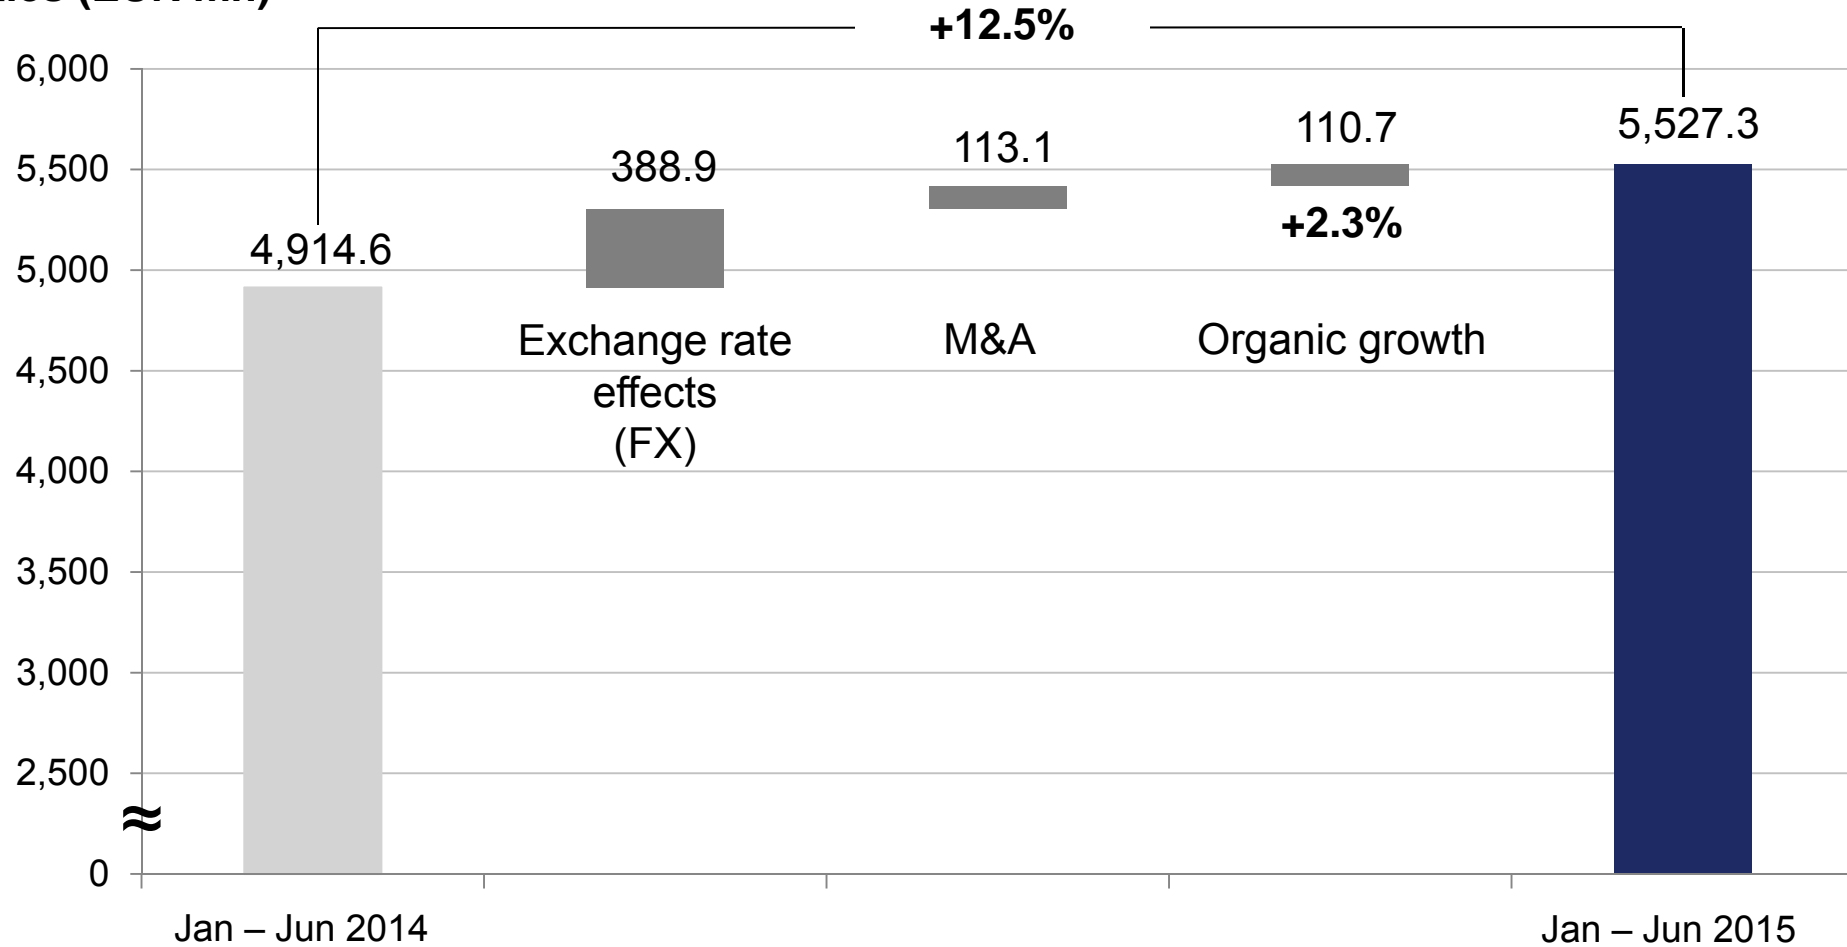 +12.5%
6,000
5,500
5,000
4,500
4,000
3,500
3,000
2,500
0
4,914.6
388.9
113.1
110.7
5,527.3
+2.3%
Exchange rate
effects
(FX)
M&A
Organic growth
Jan – Jun 2014
Jan – Jun 2015